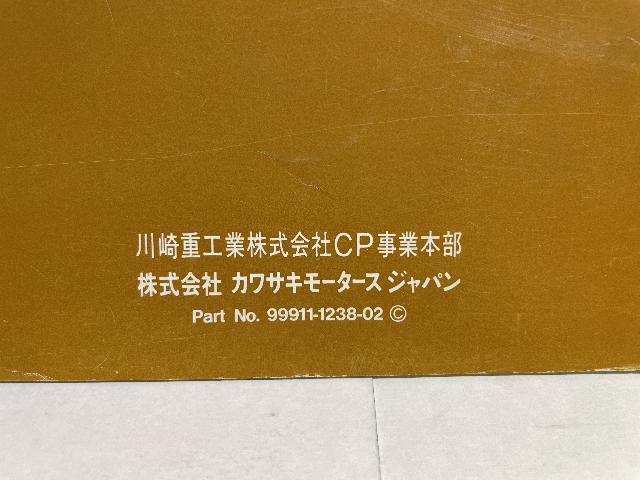 川崎重工業株式会社CP事業本部
株式会社 カワサキモータースジャパン
Part No. 99911-1238-02 ©